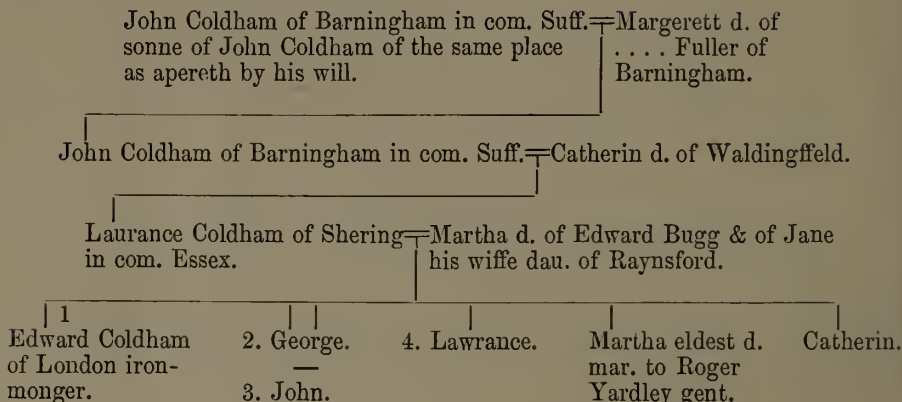 John Coldham of Barningham in com. Suff.
sonne of John Coldham of the same place
as apereth by his will.
Margerett d. of
.... Fuller of
Barningham.
John Coldham of Barningham in com. Suff.
Catherin d. of Waldingffeld.
Laurance Coldham of Shering
in com. Essex.
Martha d. of Edward Bugg & of Jane
his wiffe dau. of Raynsford.
1
Edward Coldham
of London iron-
monger.
2. George.
—
3. John.
4. Lawrance.
Martha eldest d.
mar. to Roger
Yardley gent.
Catherin.